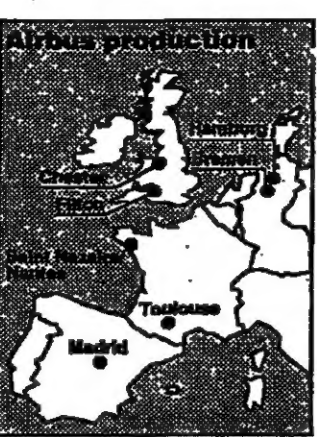 Airbus production
Hamburg
Bremen
Chester
Filton
Saint Nazaire/
Nantes
Toulouse
Madrid